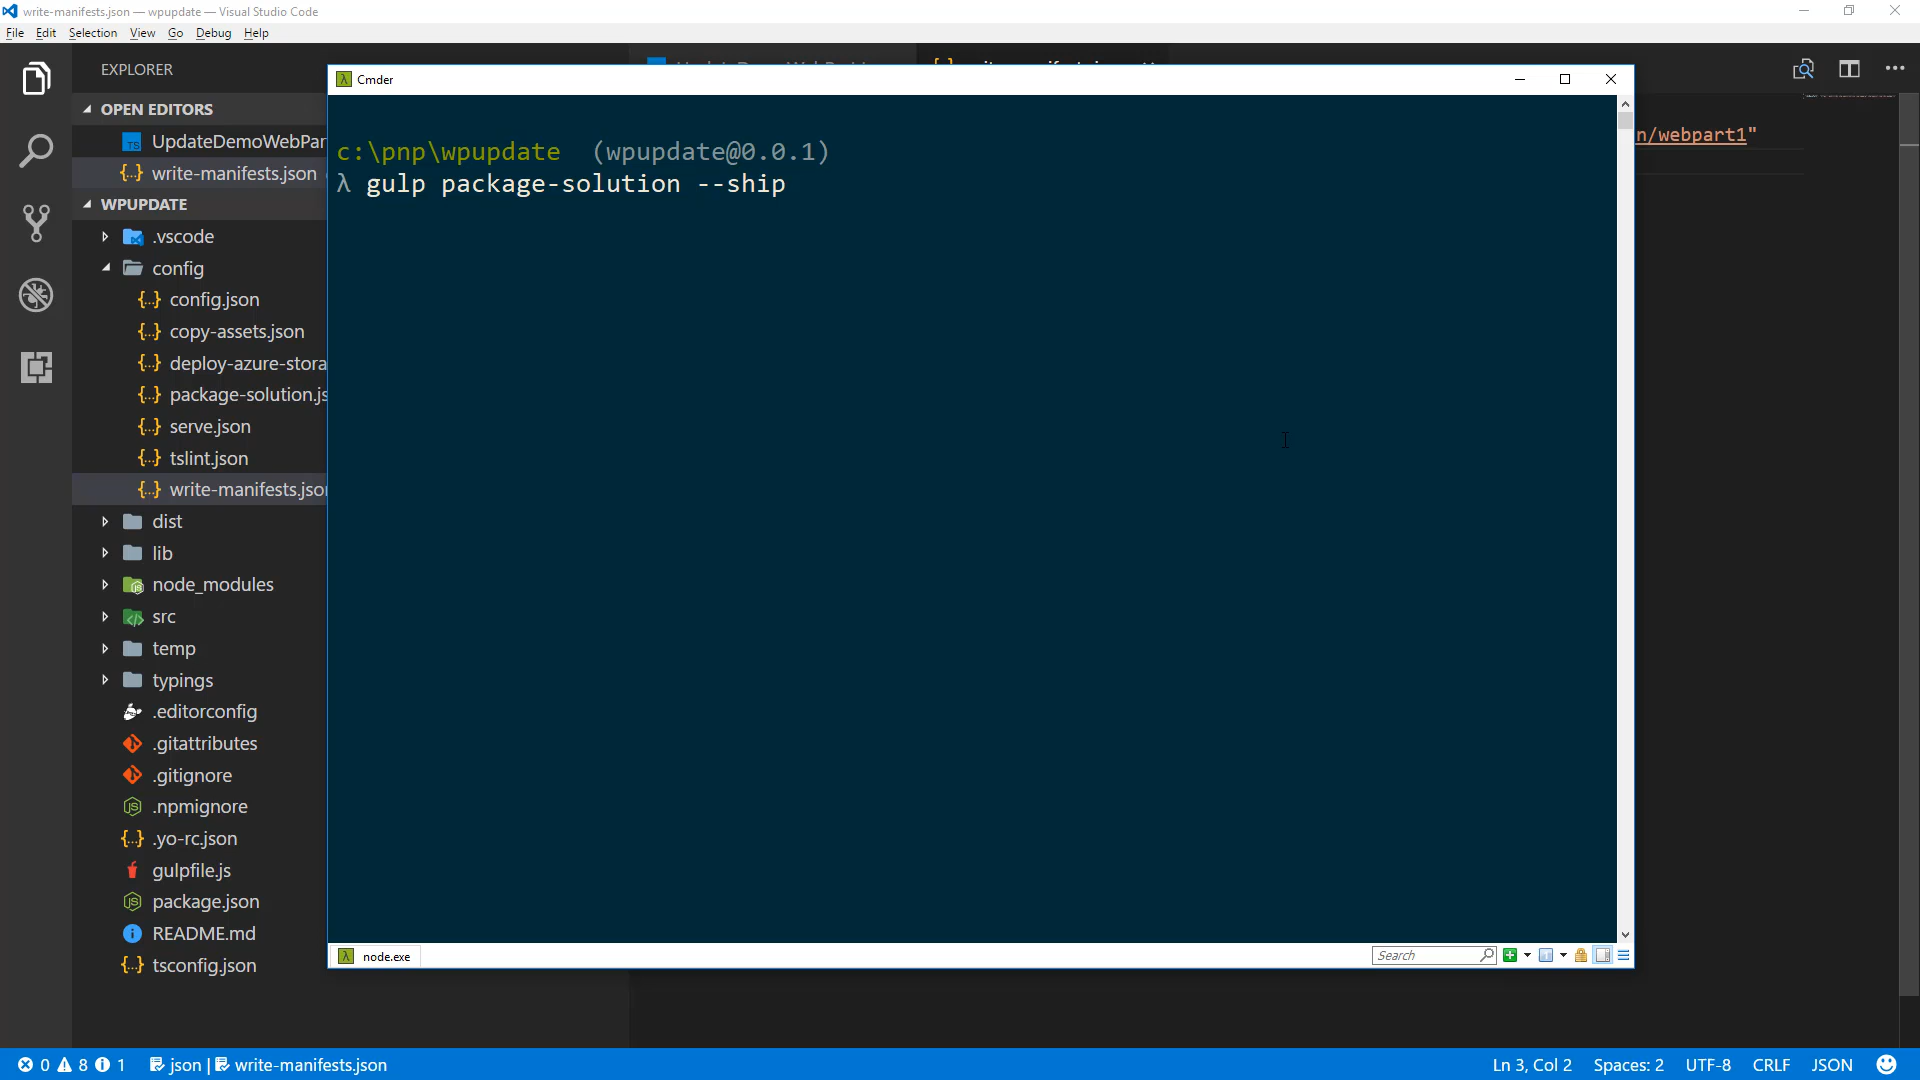 write-manifests.json — wpupdate — Visual Studio Code
File Edit Selection View Go Debug Help
EXPLORER
OPEN EDITORS
UpdateDemoWebPar
write-manifests.json
WPUPDATE
.vscode
config
config.json
copy-assets.json
deploy-azure-stora
package-solution.js
serve.json
tslint.json
write-manifests.jso
dist
lib
node_modules
src
temp
typings
.editorconfig
.gitattributes
.gitignore
.npmignore
.yo-rc.json
gulpfile.js
package.json
README.md
tsconfig.json
Cmder
c:\pnp\wpupdate (wpupdate@0.0.1)
λ gulp package-solution --ship
n/webpart1"
node.exe
Search
0 8 1 json | write-manifests.json
Ln 3, Col 2 Spaces: 2 UTF-8 CRLF JSON